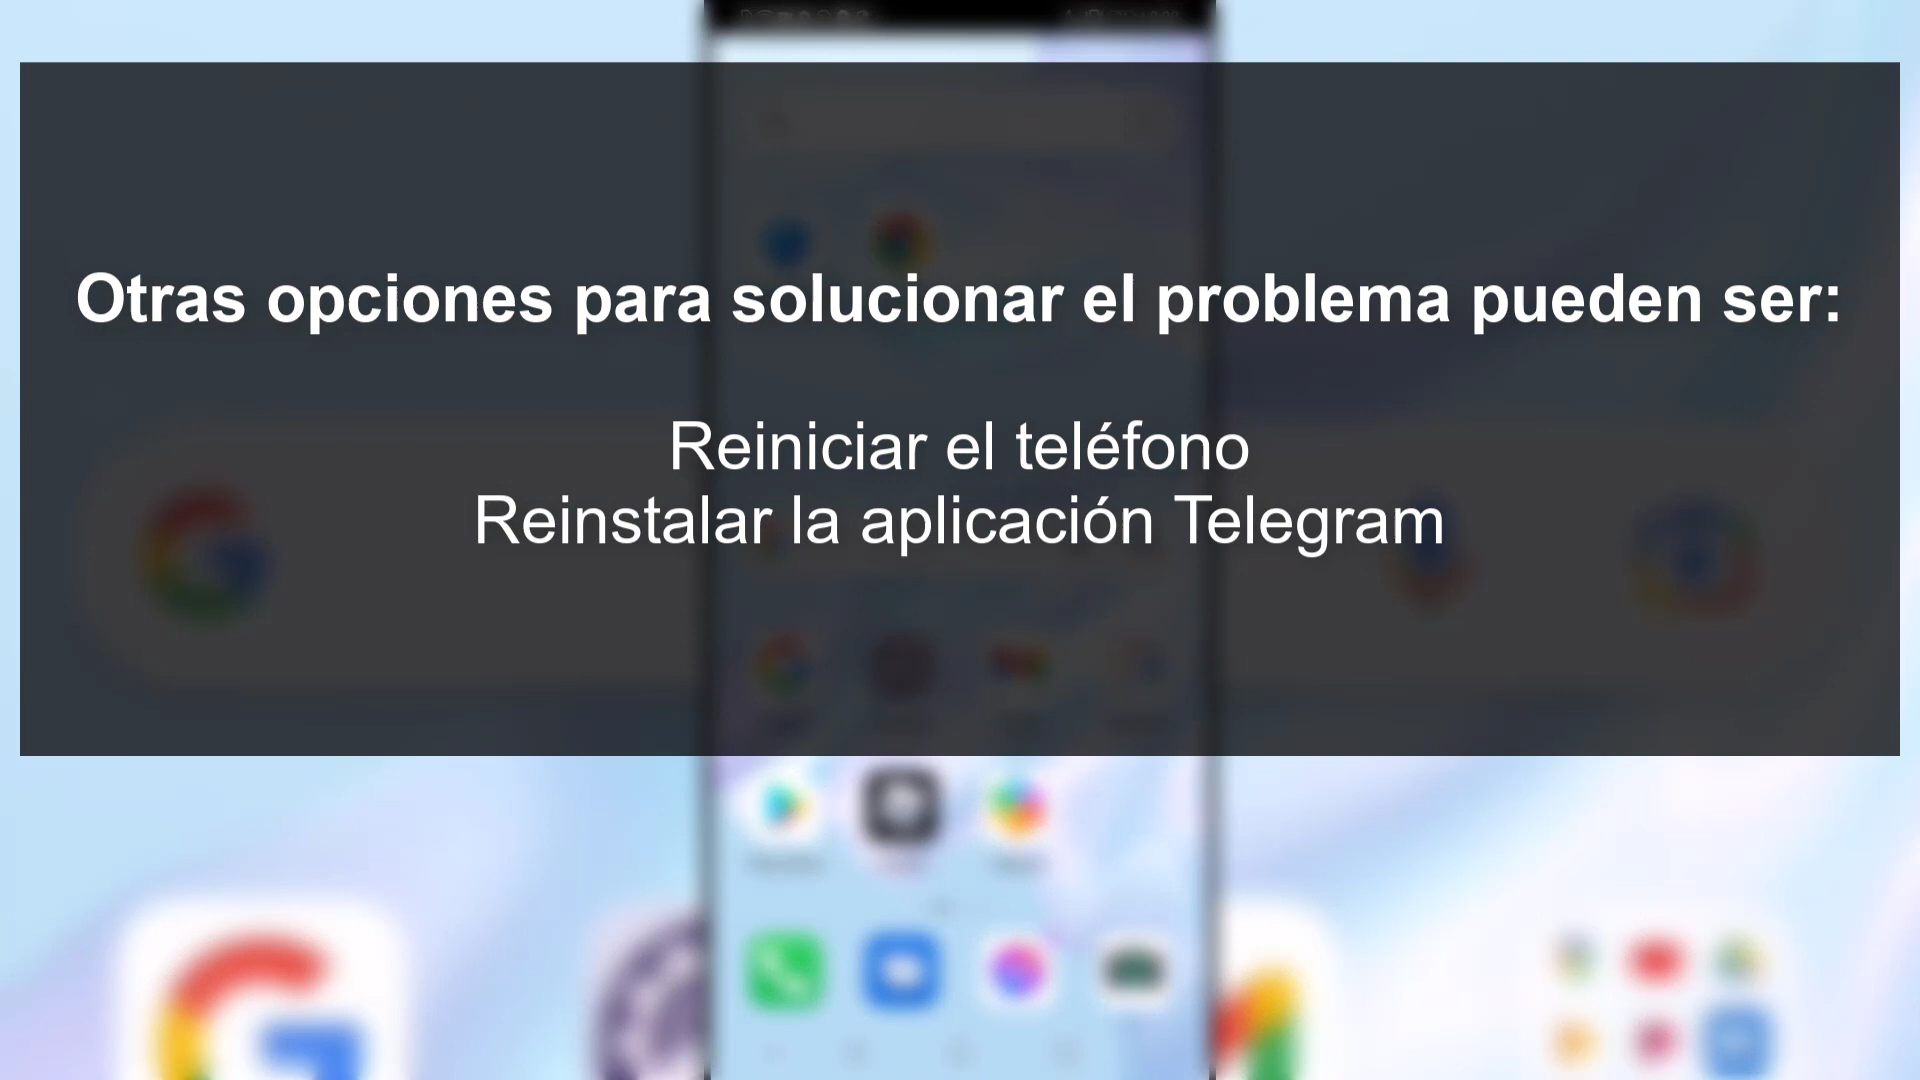 Otras opciones para solucionar el problema pueden ser:
Reiniciar el teléfono
Reinstalar la aplicación Telegram